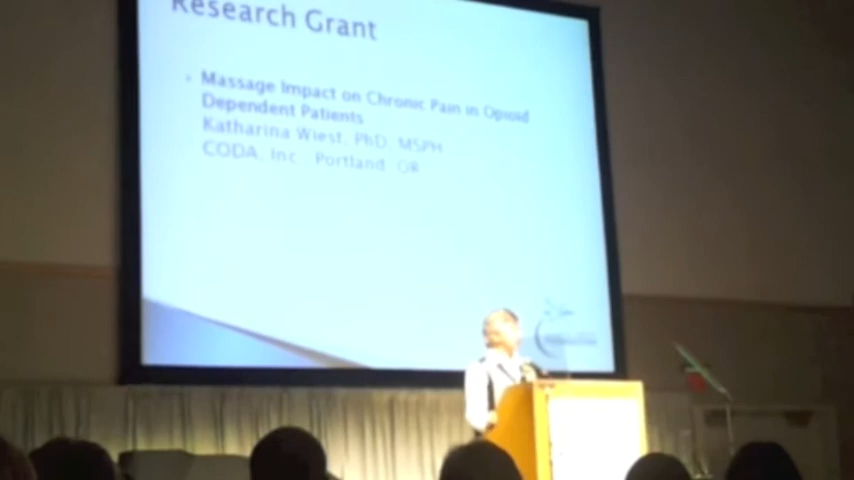 Research Grant
Massage Impact on Chronic Pain in Opioid
Dependent Patients
Katharina Wiest, PhD, MSPH
CODA, Inc. Portland, OR